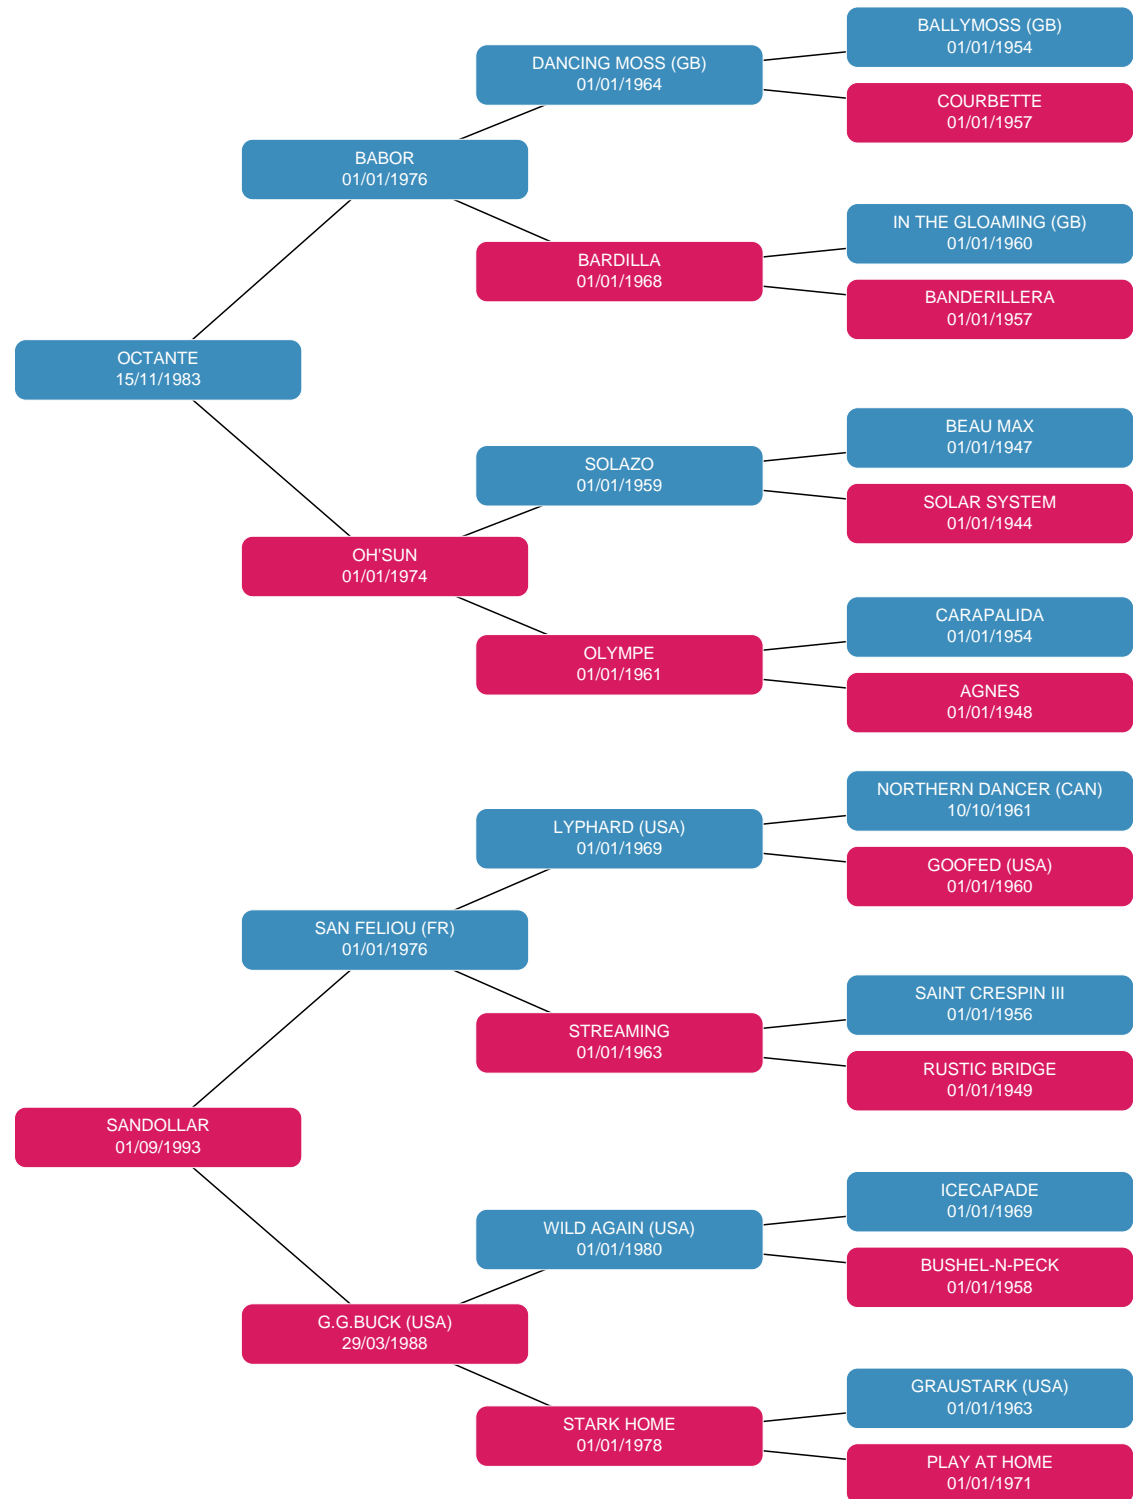 BALLYMOSS (GB)
01/01/1954
DANCING MOSS (GB)
01/01/1964
COURBETTE
01/01/1957
BABOR
01/01/1976
IN THE GLOAMING (GB)
01/01/1960
BARDILLA
01/01/1968
BANDERILLERA
01/01/1957
OCTANTE
15/11/1983
BEAU MAX
01/01/1947
SOLAZO
01/01/1959
SOLAR SYSTEM
01/01/1944
OH'SUN
01/01/1974
CARAPALIDA
01/01/1954
OLYMPE
01/01/1961
AGNES
01/01/1948
NORTHERN DANCER (CAN)
10/10/1961
LYPHARD (USA)
01/01/1969
GOOFED (USA)
01/01/1960
SAN FELIOU (FR)
01/01/1976
SAINT CRESPIN III
01/01/1956
STREAMING
01/01/1963
RUSTIC BRIDGE
01/01/1949
SANDOLLAR
01/09/1993
ICECAPADE
01/01/1969
WILD AGAIN (USA)
01/01/1980
BUSHEL-N-PECK
01/01/1958
G.G.BUCK (USA)
29/03/1988
GRAUSTARK (USA)
01/01/1963
STARK HOME
01/01/1978
PLAY AT HOME
01/01/1971